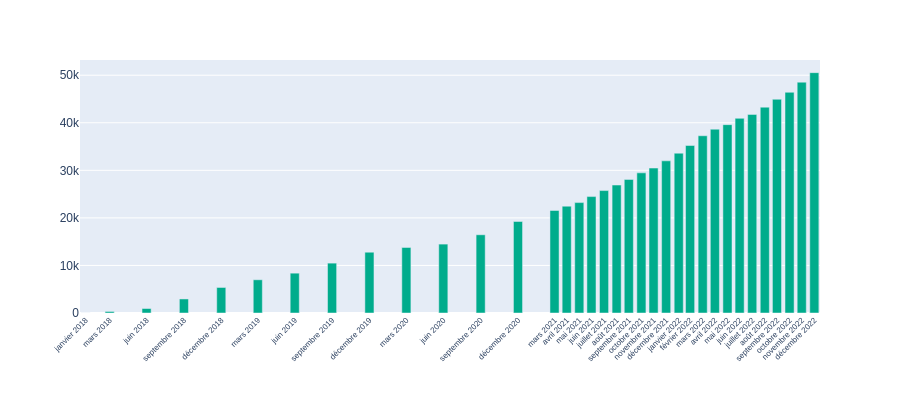 50k
40k
30k
20k
10k
0
janvier 2018
mars 2018
juin 2018
septembre 2018
décembre 2018
mars 2019
juin 2019
septembre 2019
décembre 2019
mars 2020
juin 2020
septembre 2020
décembre 2020
mars 2021
avril 2021
mai 2021
juin 2021
juillet 2021
août 2021
septembre 2021
octobre 2021
novembre 2021
décembre 2021
janvier 2022
février 2022
mars 2022
avril 2022
mai 2022
juin 2022
juillet 2022
août 2022
septembre 2022
octobre 2022
novembre 2022
décembre 2022